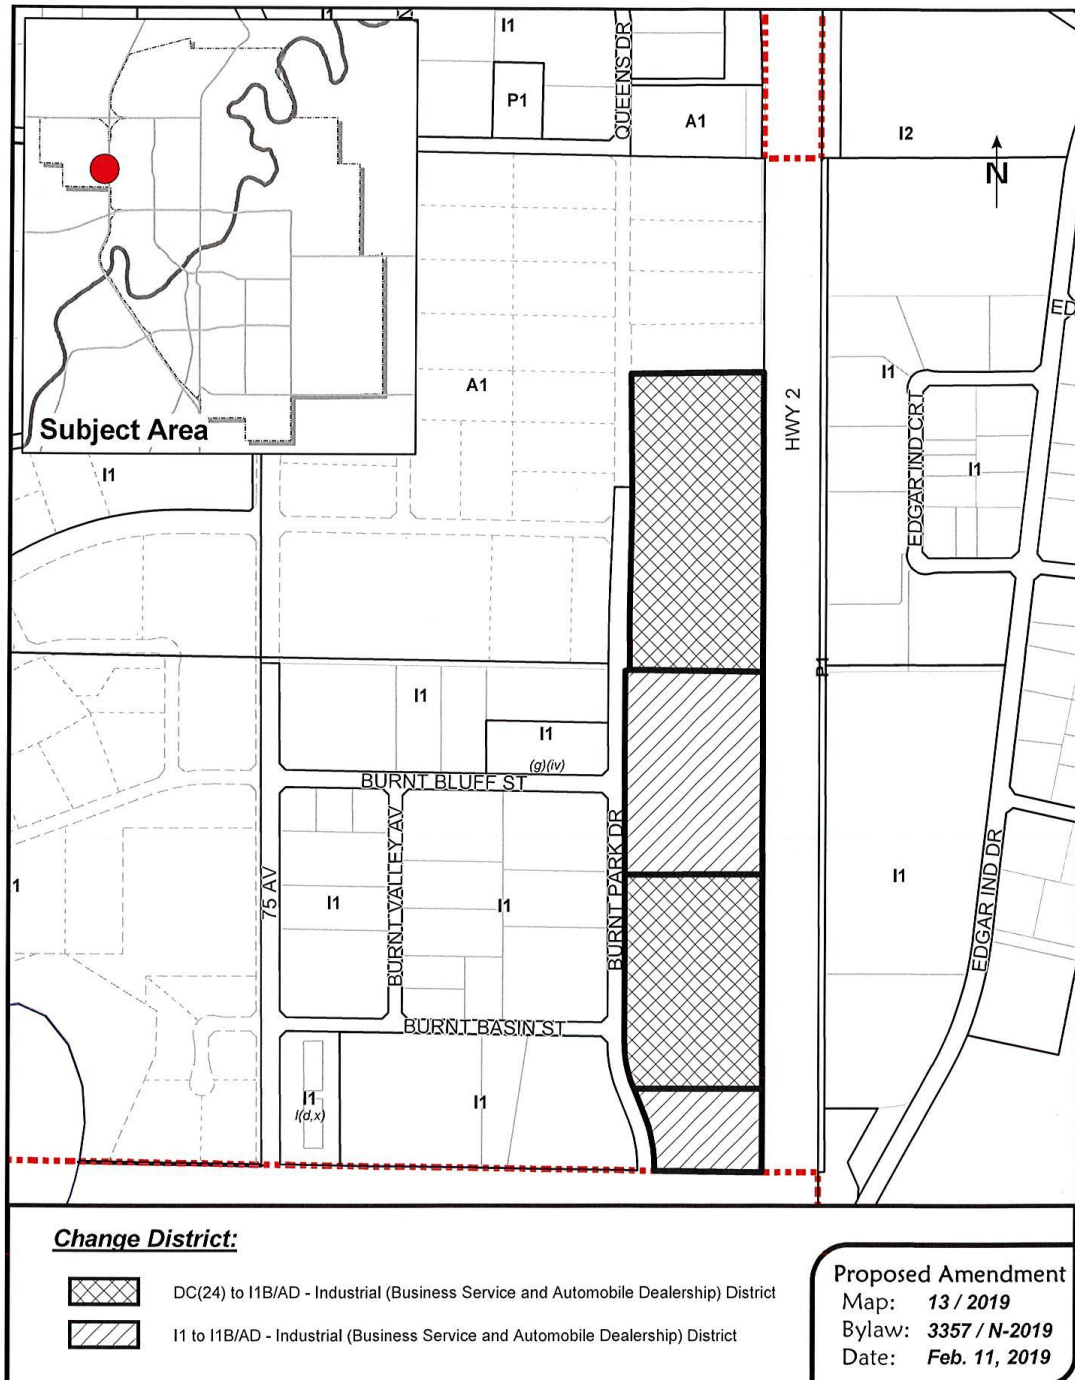 I1
I1
P1
QUEENS DR
A1
I2
N
Subject Area
A1
HWY 2
ED
I1
EDGAR IND CRT
I1
I1
P1
I1
I1
(g)(iv)
BURNT BLUFF ST
75 AV
BURNT VALLEY AV
BURNT PARK DR
I1
I1
I1
EDGAR IND DR
1
BURNT BASIN ST
I1
I(d,x)
I1
Change District:
DC(24) to I1B/AD - Industrial (Business Service and Automobile Dealership) District
I1 to I1B/AD - Industrial (Business Service and Automobile Dealership) District
Proposed Amendment
Map: 13 / 2019
Bylaw: 3357 / N-2019
Date: Feb. 11, 2019